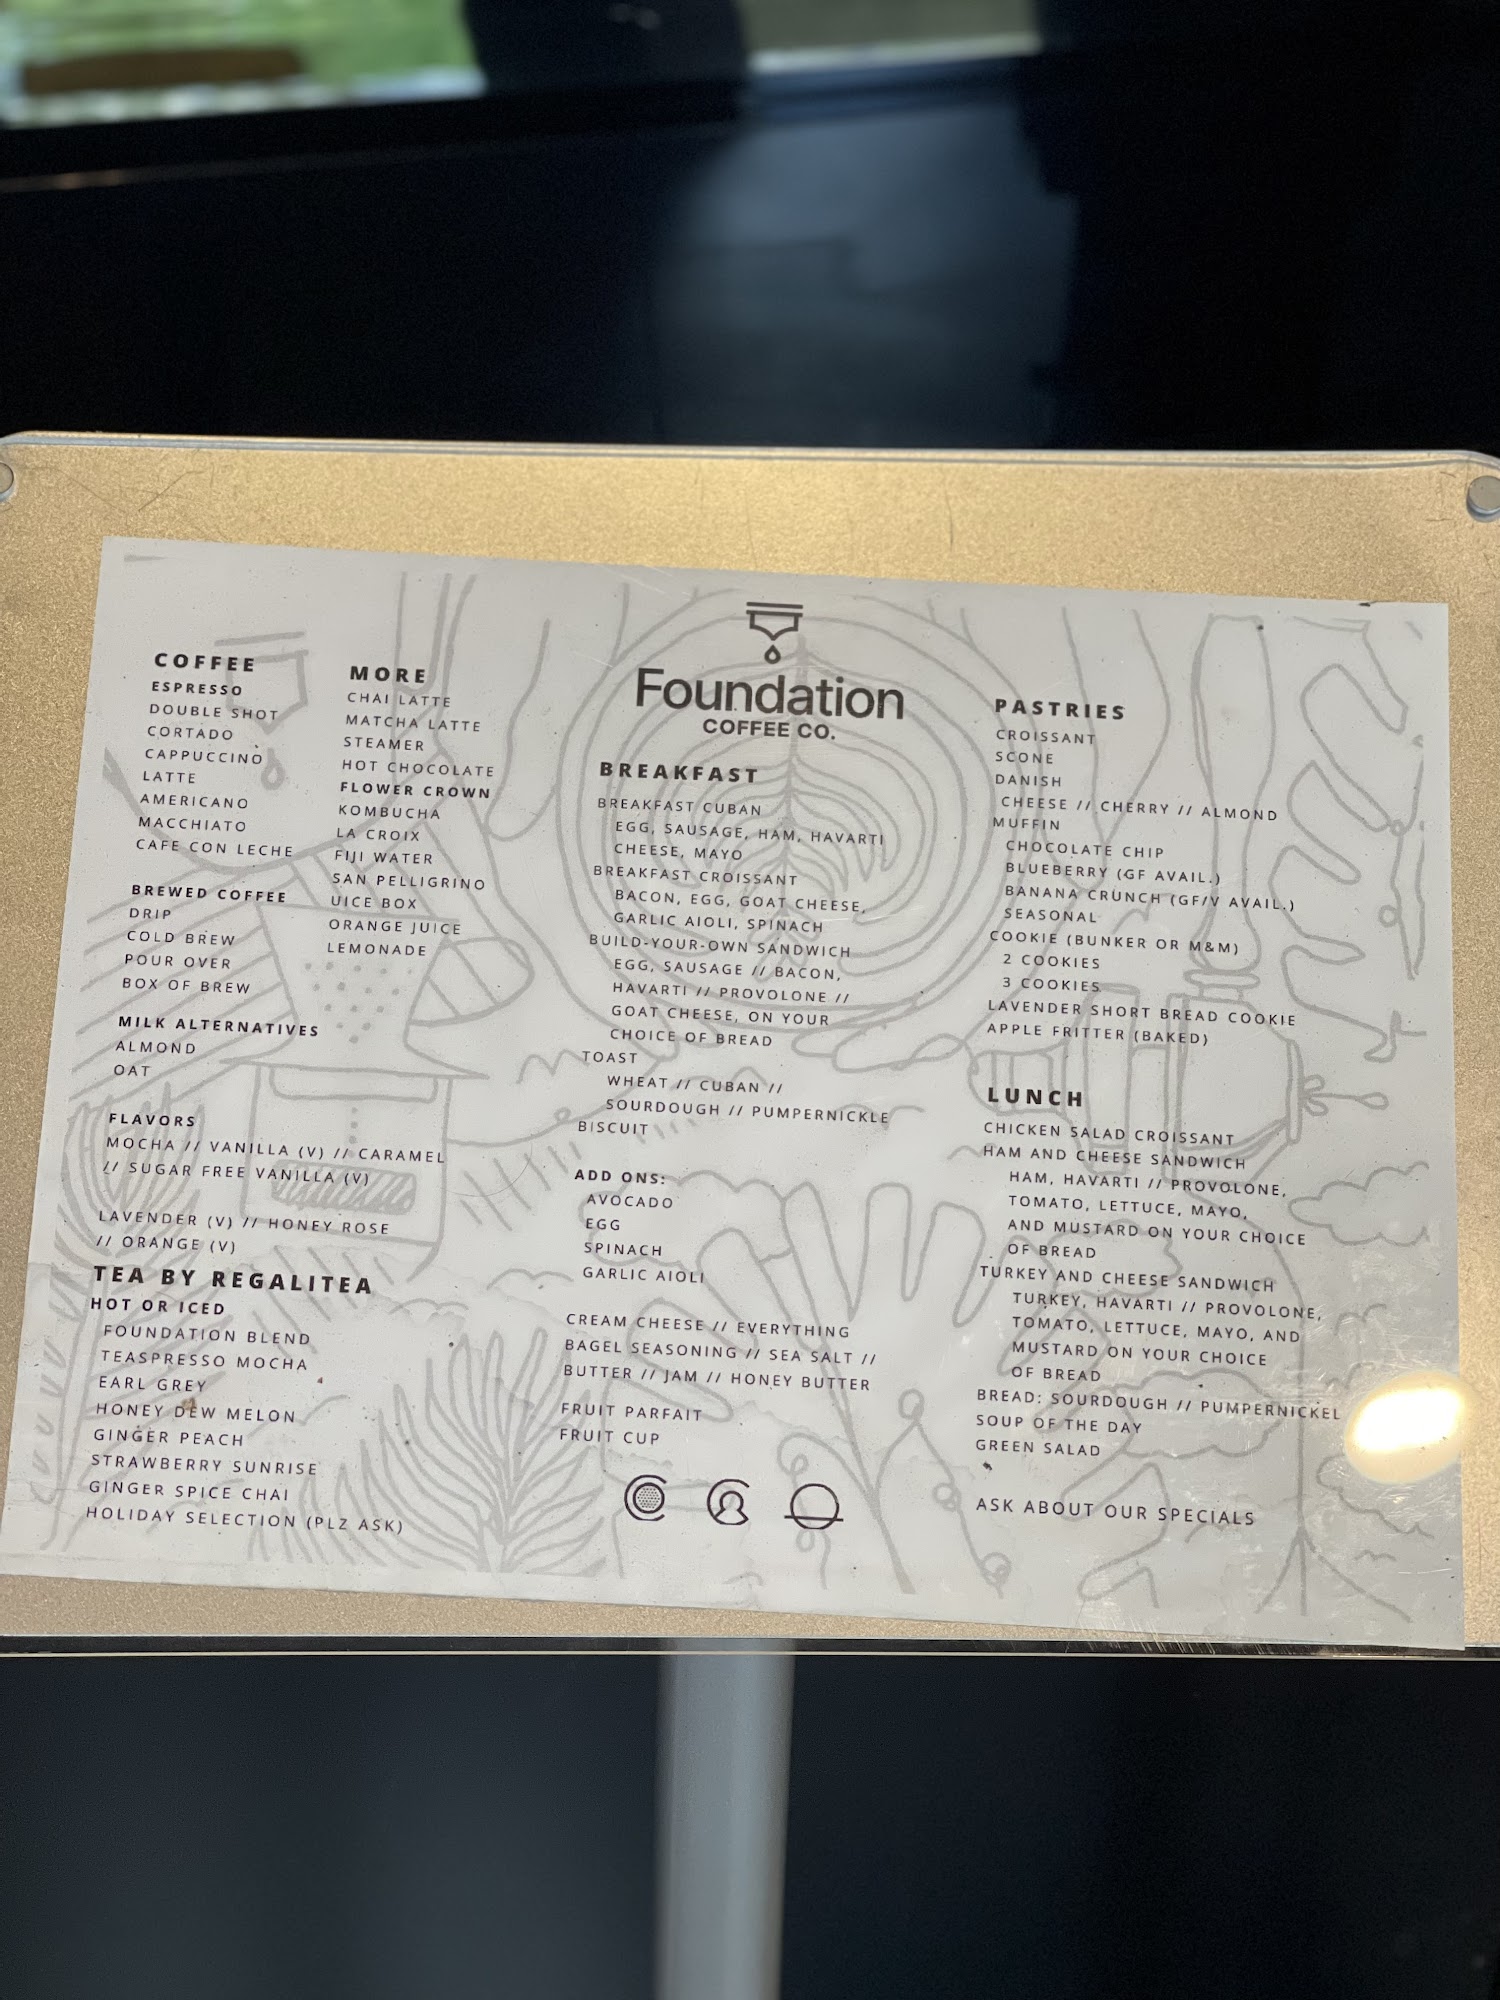 COFFEE
ESPRESSO
DOUBLE SHOT
CORTADO
CAPPUCCINO
LATTE
AMERICANO
MACCHIATO
CAFE CON LECHE
BREWED COFFEE
DRIP
COLD BREW
POUR OVER
BOX OF BREW
MILK ALTERNATIVES
ALMOND
OAT
FLAVORS
MOCHA // VANILLA (V) // CARAMEL
// SUGAR FREE VANILLA (V)
LAVENDER (V) // HONEY ROSE
// ORANGE (V)
TEA BY REGALITEA
HOT OR ICED
FOUNDATION BLEND
TEASPRESSO MOCHA
EARL GREY
HONEY DEW MELON
GINGER PEACH
STRAWBERRY SUNRISE
GINGER SPICE CHAI
HOLIDAY SELECTION (PLZ ASK)
MORE
CHAI LATTE
MATCHA LATTE
STEAMER
HOT CHOCOLATE
FLOWER CROWN
KOMBUCHA
LA CROIX
FIJI WATER
SAN PELLIGRINO
UICE BOX
ORANGE JUICE
LEMONADE
Foundation
COFFEE CO.
BREAKFAST
BREAKFAST CUBAN
EGG, SAUSAGE, HAM, HAVARTI
CHEESE, MAYO
BREAKFAST CROISSANT
BACON, EGG, GOAT CHEESE,
GARLIC AIOLI, SPINACH
BUILD-YOUR-OWN SANDWICH
EGG, SAUSAGE // BACON,
HAVARTI // PROVOLONE //
GOAT CHEESE, ON YOUR
CHOICE OF BREAD
TOAST
WHEAT // CUBAN //
SOURDOUGH // PUMPERNICKLE
BISCUIT
ADD ONS:
AVOCADO
EGG
SPINACH
GARLIC AIOLI
CREAM CHEESE // EVERYTHING
BAGEL SEASONING // SEA SALT //
BUTTER // JAM // HONEY BUTTER
FRUIT PARFAIT
FRUIT CUP
PASTRIES
CROISSANT
SCONE
DANISH
CHEESE // CHERRY // ALMOND
MUFFIN
CHOCOLATE CHIP
BLUEBERRY (GF AVAIL.)
BANANA CRUNCH (GF/V AVAIL.)
SEASONAL
COOKIE (BUNKER OR M&M)
2 COOKIES
3 COOKIES
LAVENDER SHORT BREAD COOKIE
APPLE FRITTER (BAKED)
LUNCH
CHICKEN SALAD CROISSANT
HAM AND CHEESE SANDWICH
HAM, HAVARTI // PROVOLONE,
TOMATO, LETTUCE, MAYO,
AND MUSTARD ON YOUR CHOICE
OF BREAD
TURKEY AND CHEESE SANDWICH
TURKEY, HAVARTI // PROVOLONE,
TOMATO, LETTUCE, MAYO, AND
MUSTARD ON YOUR CHOICE
OF BREAD
BREAD: SOURDOUGH // PUMPERNICKEL
SOUP OF THE DAY
GREEN SALAD
ASK ABOUT OUR SPECIALS